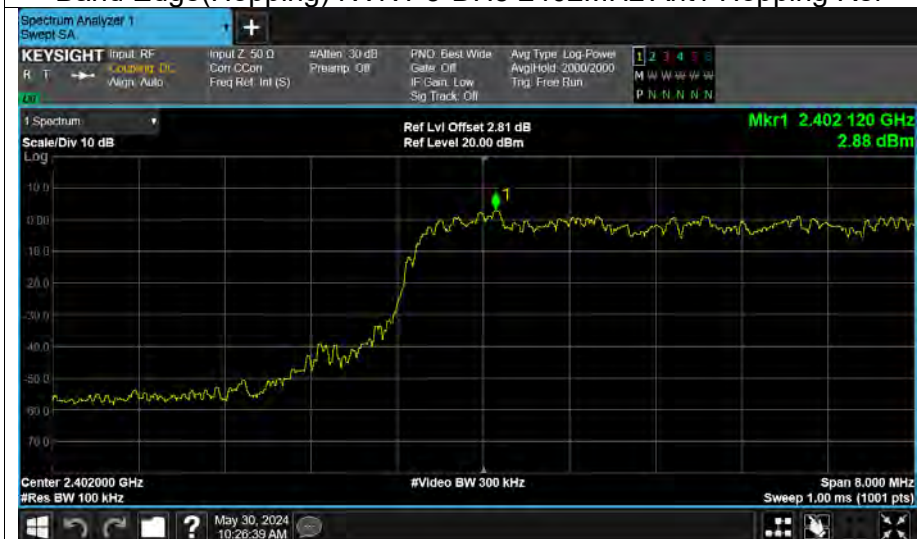 Spectrum Analyzer 1
Swept SA
+
KEYSIGHT
R T
Input: RF
Coupling: DC
Align: Auto
Input Z: 50 Ω
Corr CCorr
Freq Ref: Int (S)
#Atten: 30 dB
Preamp: Off
PNO: Best Wide
Gate: Off
IF Gain: Low
Sig Track: Off
Avg Type: Log-Power
Avg|Hold: 2000/2000
Trig: Free Run
1 2 3 4 5 6
M W W W W W
P N N N N N
1 Spectrum
Scale/Div 10 dB
Log
Ref Lvl Offset 2.81 dB
Ref Level 20.00 dBm
Mkr1 2.402 120 GHz
2.88 dBm
1
10.0
0.00
-10.0
-20.0
-30.0
-40.0
-50.0
-60.0
-70.0
Center 2.402000 GHz
#Res BW 100 kHz
#Video BW 300 kHz
Span 8.000 MHz
Sweep 1.00 ms (1001 pts)
?
May 30, 2024
10:26:39 AM